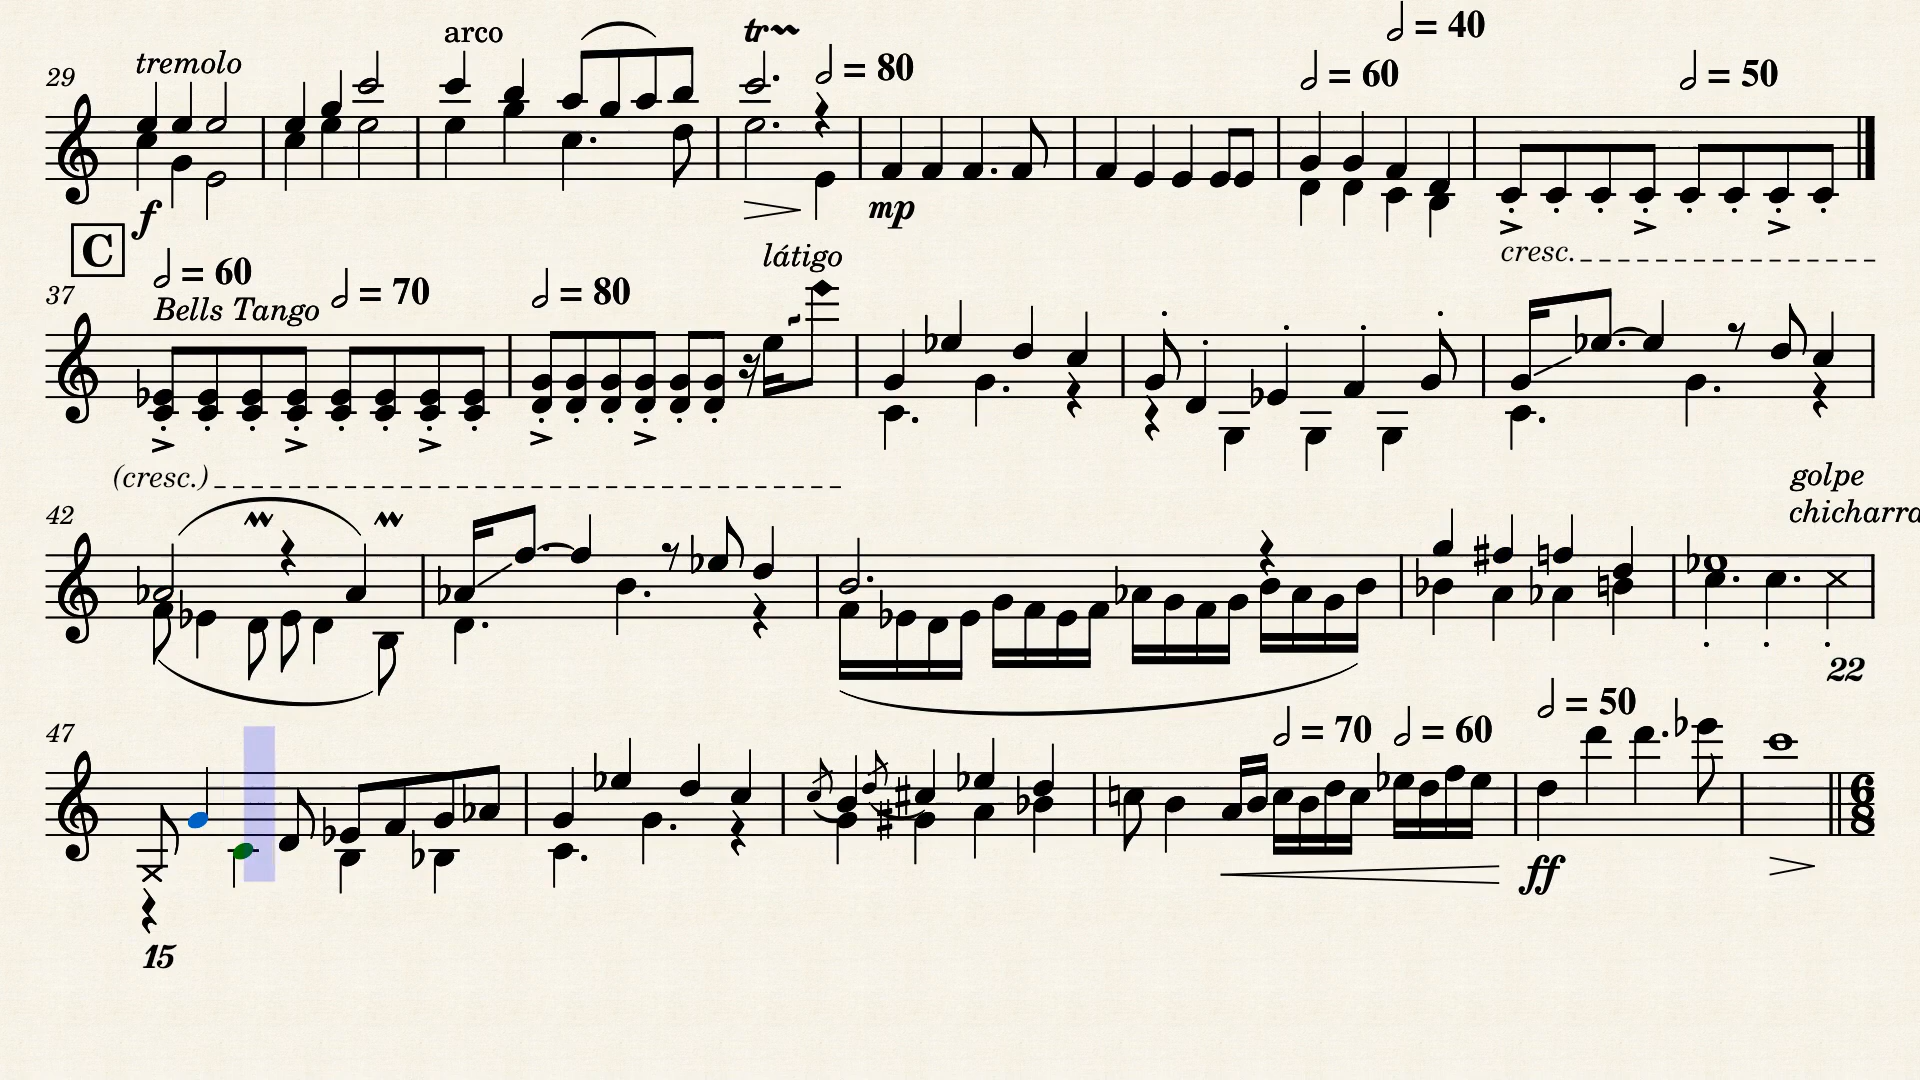 𝅗𝅥 = 40
arco tr
tremolo 𝅗𝅥 = 80 𝅗𝅥 = 60 𝅗𝅥 = 50
29
f mp
cresc.
C
látigo
𝅗𝅥 = 60 𝅗𝅥 = 70 𝅗𝅥 = 80
Bells Tango
37
(cresc.)
golpe
chicharra
42
22
𝅗𝅥 = 50
𝅗𝅥 = 70 𝅗𝅥 = 60
47
6
8
ff
15